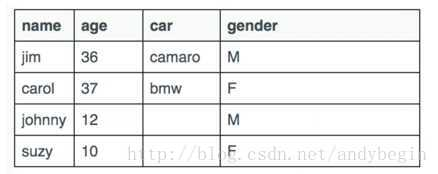 name age car gender
jim 36 camaro M
carol 37 bmw F
johnny 12 M
suzy 10 F
http://blog.csdn.net/andybegin